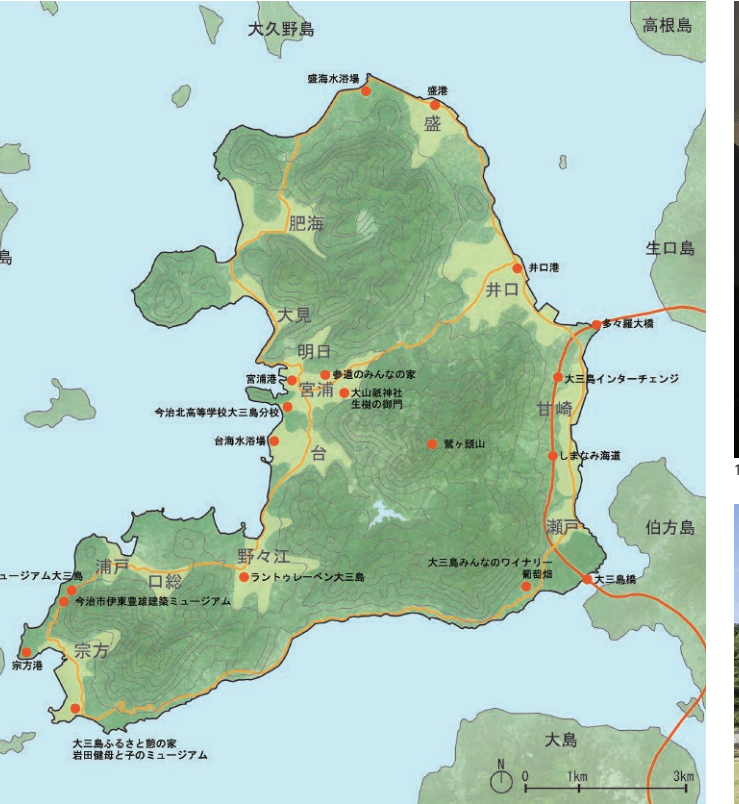 大久野島
高根島
盛海水浴場
盛港
盛
肥海
生口島
島
井口港
井口
大見
多々羅大橋
明日
参道のみんなの家
宮浦港
宮浦
大三島インターチェンジ
大山祇神社
生樹の御門
今治北高等学校大三島分校
甘崎
台海水浴場
鷲ヶ頭山
台
しまなみ海道
1
瀬戸
伯方島
野々江
大三島みんなのワイナリー
葡萄畑
浦戸
口総
ュージアム大三島
ラントゥレーベン大三島
大三島橋
今治市伊東豊雄建築ミュージアム
宗方
宗方港
大三島ふるさと憩の家
岩田健母と子のミュージアム
大島
N
0 1km 3km